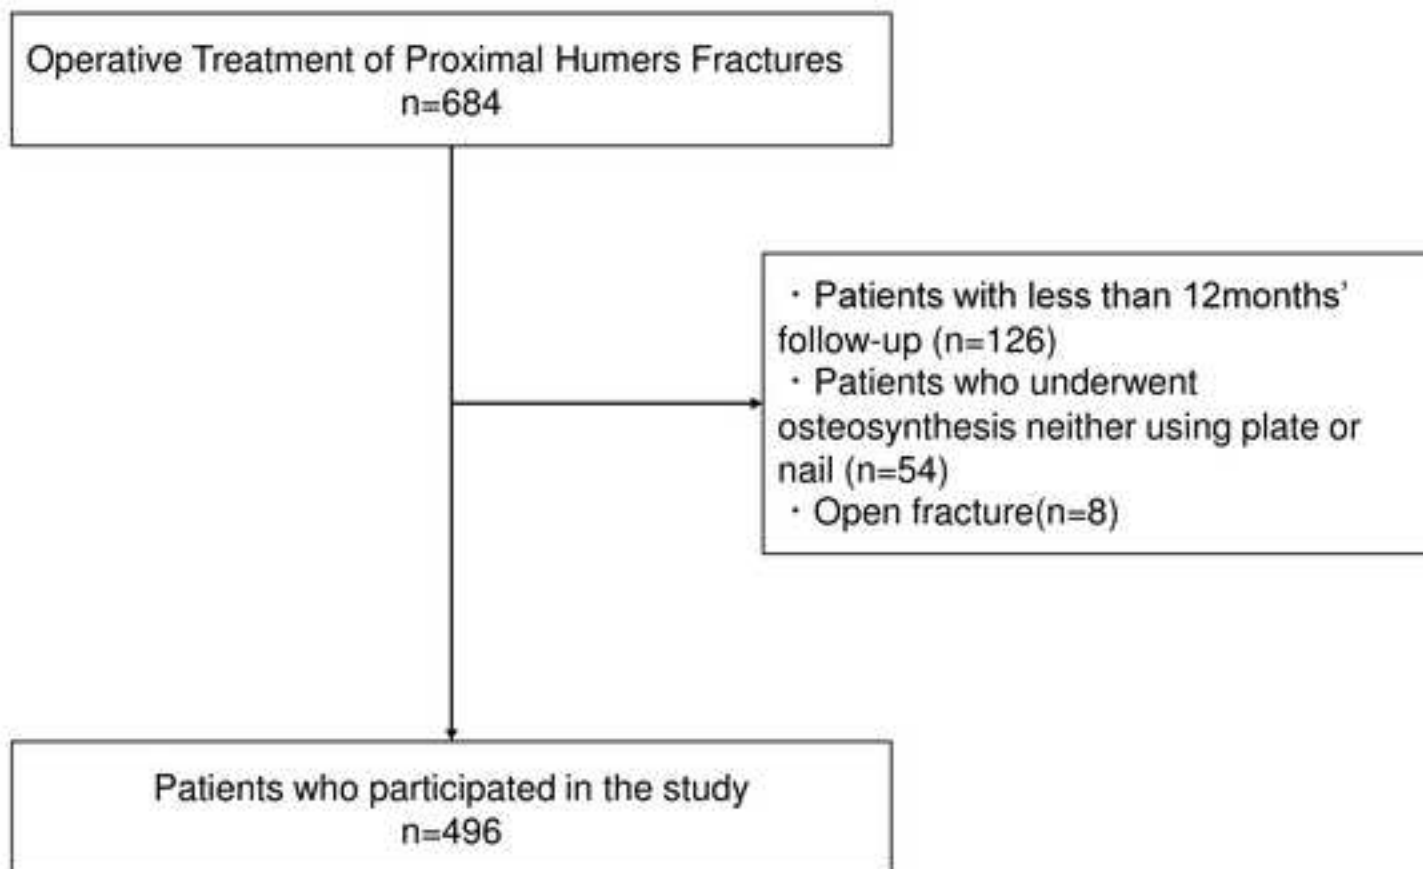 Operative Treatment of Proximal Humers Fractures
n=684
・Patients with less than 12months’
follow-up (n=126)
・Patients who underwent
osteosynthesis neither using plate or
nail (n=54)
・Open fracture(n=8)
Patients who participated in the study
n=496